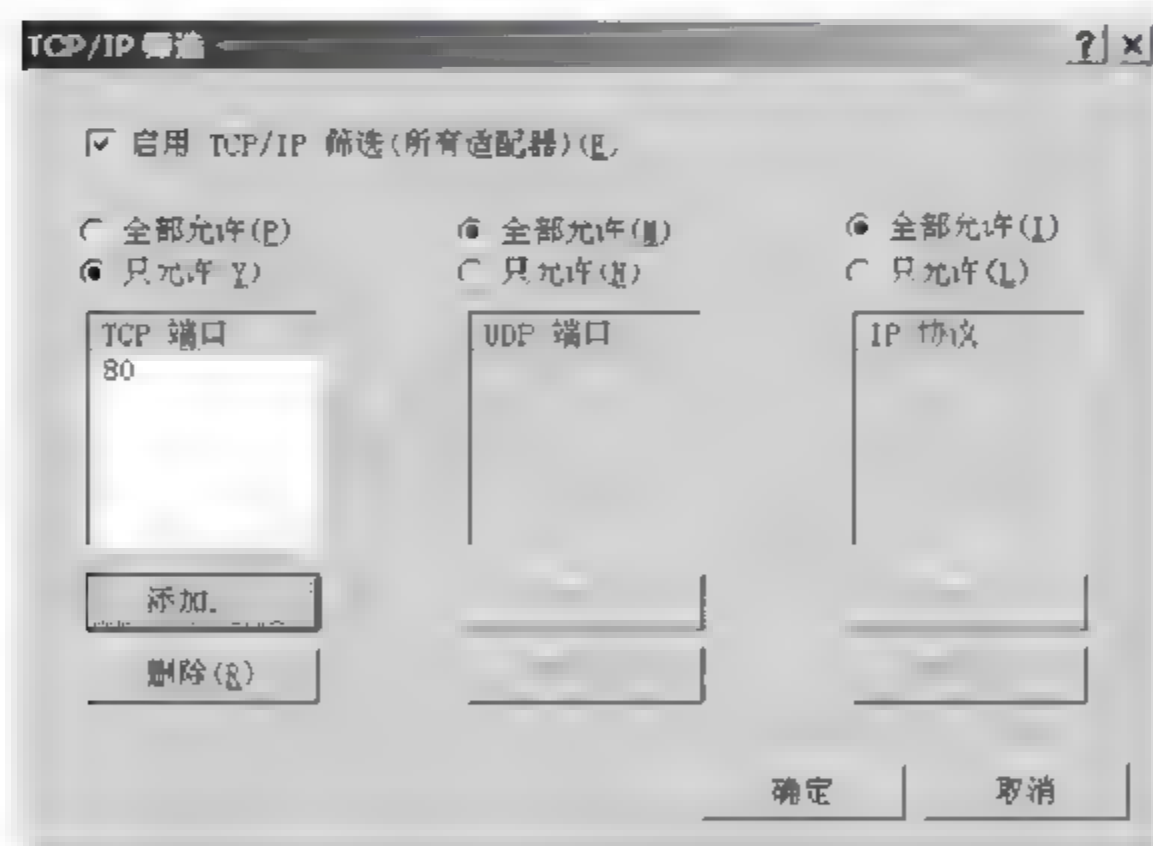 TCP/IP 筛选
启用 TCP/IP 筛选(所有适配器)(E)
全部允许(P)
只允许(Y)
TCP 端口
80
添加.
删除(R)
全部允许(M)
只允许(N)
UDP 端口
全部允许(I)
只允许(L)
IP 协议
确定
取消